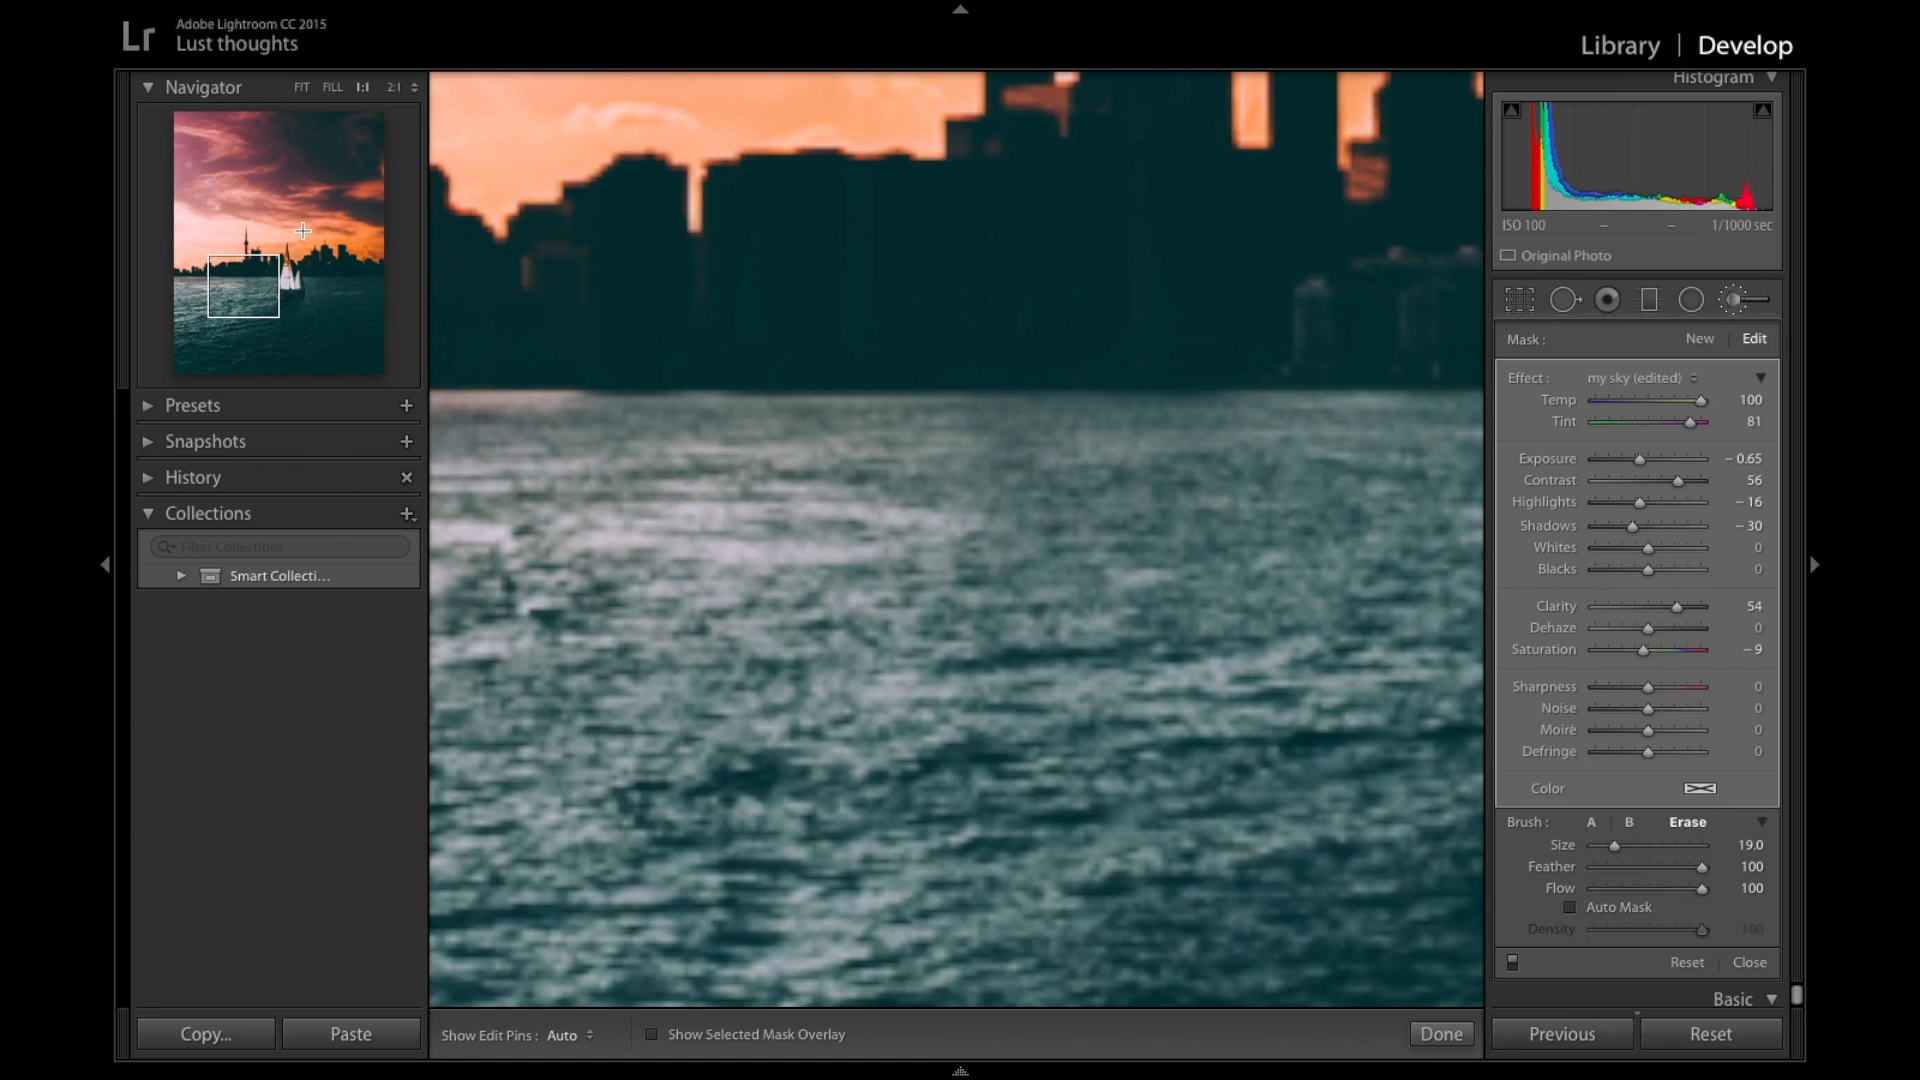 Lr
Adobe Lightroom CC 2015
Lust thoughts
Library | Develop
Navigator FIT FILL 1:1 2:1
Presets
Snapshots
History
Collections
Filter Collections
Smart Collecti...
Copy... Paste
Show Edit Pins : Auto Show Selected Mask Overlay Done
Histogram
ISO 100 – – 1/1000 sec
Original Photo
Mask : New Edit
Effect : my sky (edited)
Temp 100
Tint 81
Exposure – 0.65
Contrast 56
Highlights – 16
Shadows – 30
Whites 0
Blacks 0
Clarity 54
Dehaze 0
Saturation – 9
Sharpness 0
Noise 0
Moiré 0
Defringe 0
Color
Brush : A B Erase
Size 19.0
Feather 100
Flow 100
Auto Mask
Density 100
Reset Close
Basic
Previous Reset